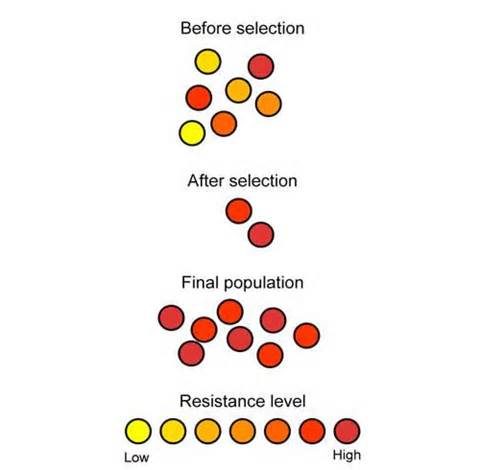 Before selection
After selection
Final population
Resistance level
Low
High